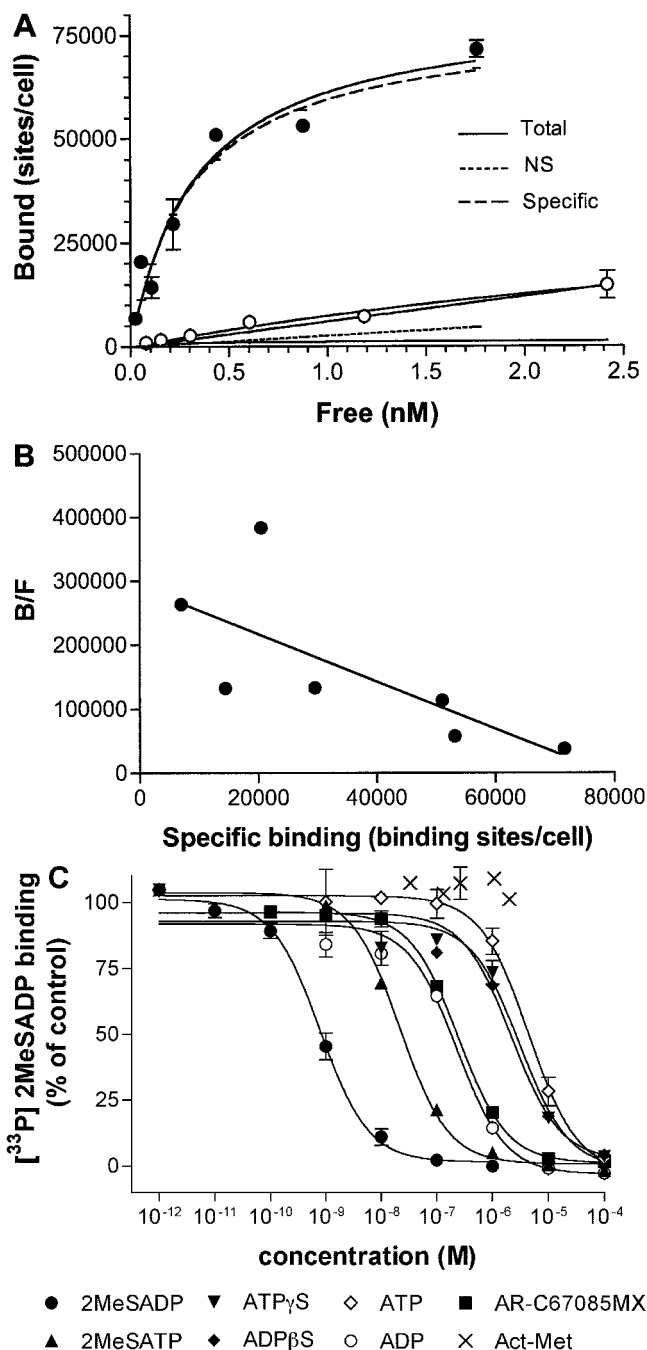 A
75000
50000
25000
0
Bound (sites/cell)
Total
NS
Specific
0.0 0.5 1.0 1.5 2.0 2.5
Free (nM)
B
500000
400000
300000
200000
100000
0
B/F
0 20000 40000 60000 80000
Specific binding (binding sites/cell)
C
100
75
50
25
0
[³³P] 2MeSADP binding
(% of control)
10⁻¹² 10⁻¹¹ 10⁻¹⁰ 10⁻⁹ 10⁻⁸ 10⁻⁷ 10⁻⁶ 10⁻⁵ 10⁻⁴
concentration (M)
2MeSADP ATPγS ATP AR-C67085MX
2MeSATP ADPβS ADP Act-Met